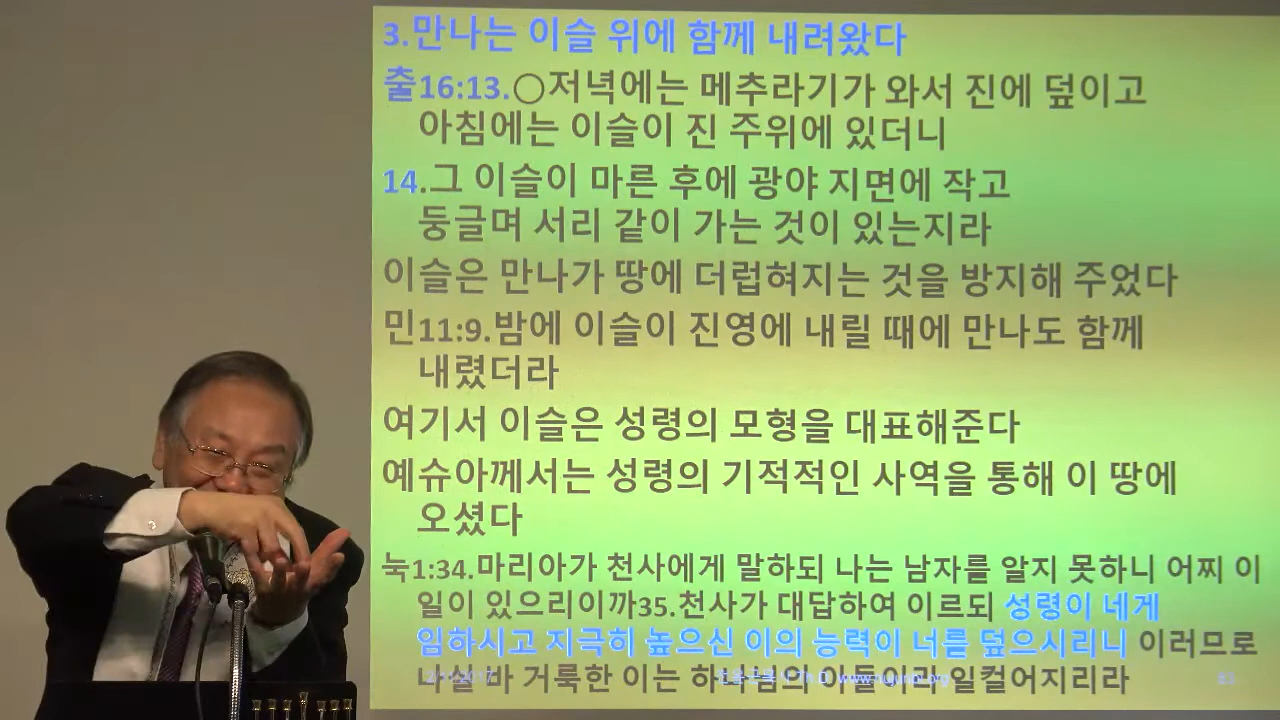 3.만나는 이슬 위에 함께 내려왔다
출16:13.○저녁에는 메추라기가 와서 진에 덮이고
아침에는 이슬이 진 주위에 있더니
14.그 이슬이 마른 후에 광야 지면에 작고
둥글며 서리 같이 가는 것이 있는지라
이슬은 만나가 땅에 더럽혀지는 것을 방지해 주었다
민11:9.밤에 이슬이 진영에 내릴 때에 만나도 함께
내렸더라
여기서 이슬은 성령의 모형을 대표해준다
예슈아께서는 성령의 기적적인 사역을 통해 이 땅에
오셨다
눅1:34.마리아가 천사에게 말하되 나는 남자를 알지 못하니 어찌 이
일이 있으리이까35.천사가 대답하여 이르되 성령이 네게
임하시고 지극히 높으신 이의 능력이 너를 덮으시리니 이러므로
나실 바 거룩한 이는 하나님의 아들이라 일컬어지리라